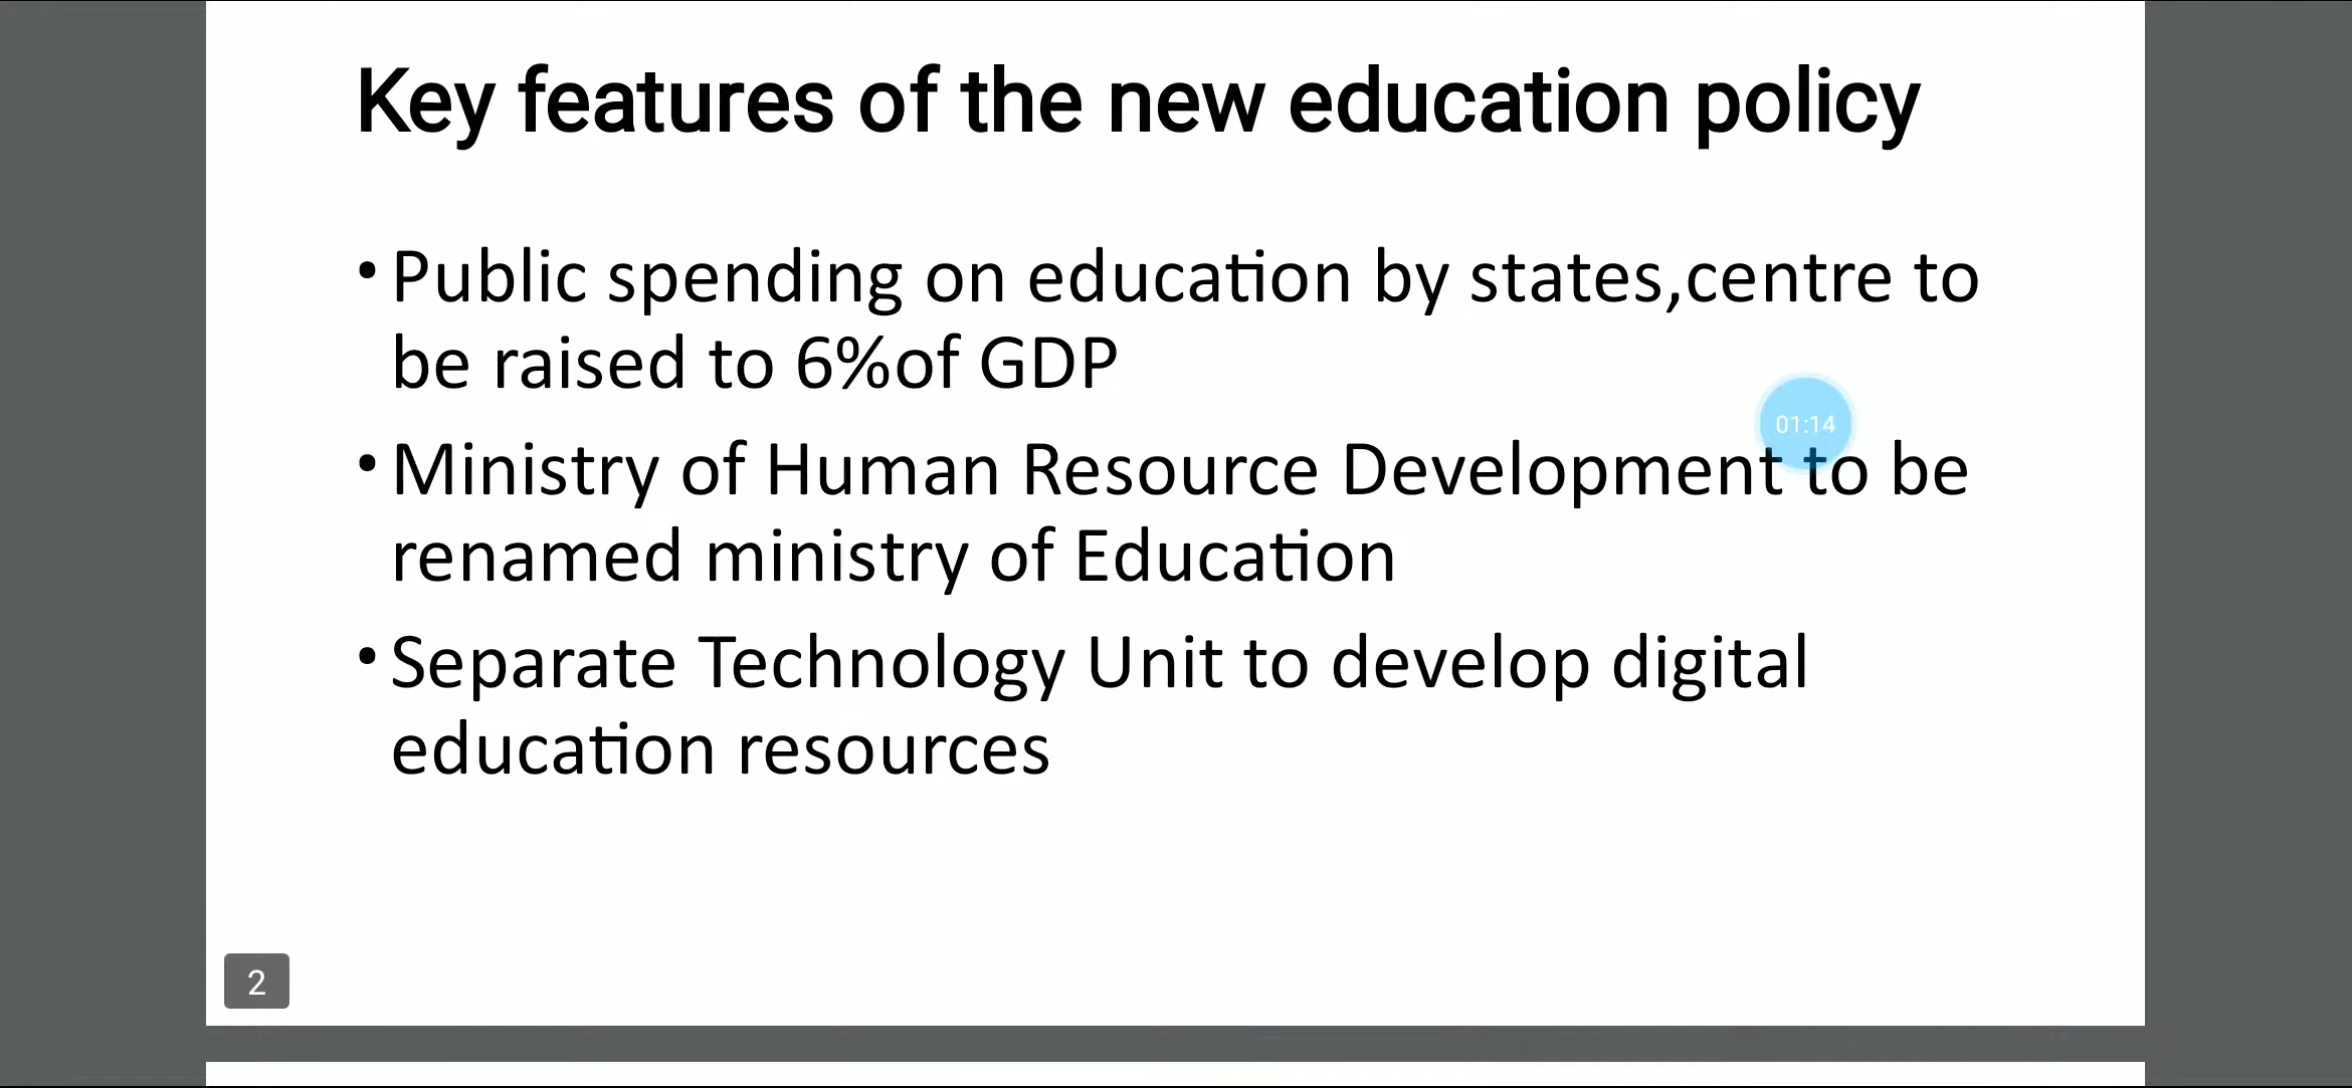 Key features of the new education policy
•Public spending on education by states,centre to
be raised to 6%of GDP
01:14
•Ministry of Human Resource Development to be
renamed ministry of Education
•Separate Technology Unit to develop digital
education resources
2